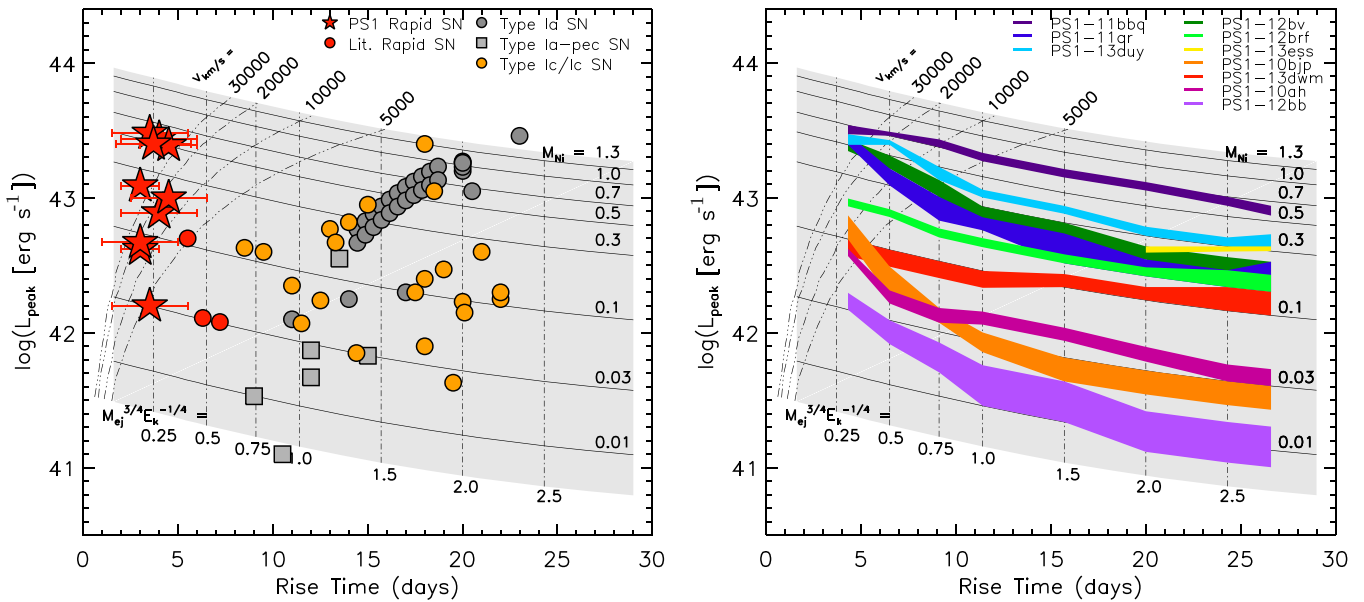 PS1 Rapid SN
Lit. Rapid SN
Type Ia SN
Type Ia-pec SN
Type Ic/Ic SN
log(L_peak [erg s^-1])
44
43
42
41
v_km/s =
30000
20000
10000
5000
M_Ni = 1.3
1.0
0.7
0.5
0.3
0.1
0.03
0.01
M_ej^3/4 E_k^-1/4 =
0.25
0.5
0.75
1.0
1.5
2.0
2.5
0 5 10 15 20 25 30
Rise Time (days)
PS1-11bbq
PS1-11qr
PS1-13duy
PS1-12bv
PS1-12brf
PS1-13ess
PS1-10bjp
PS1-13dwm
PS1-10ah
PS1-12bb
log(L_peak [erg s^-1])
44
43
42
41
v_km/s =
30000
20000
10000
5000
M_Ni = 1.3
1.0
0.7
0.5
0.3
0.1
0.03
0.01
M_ej^3/4 E_k^-1/4 =
0.25
0.5
0.75
1.0
1.5
2.0
2.5
0 5 10 15 20 25 30
Rise Time (days)